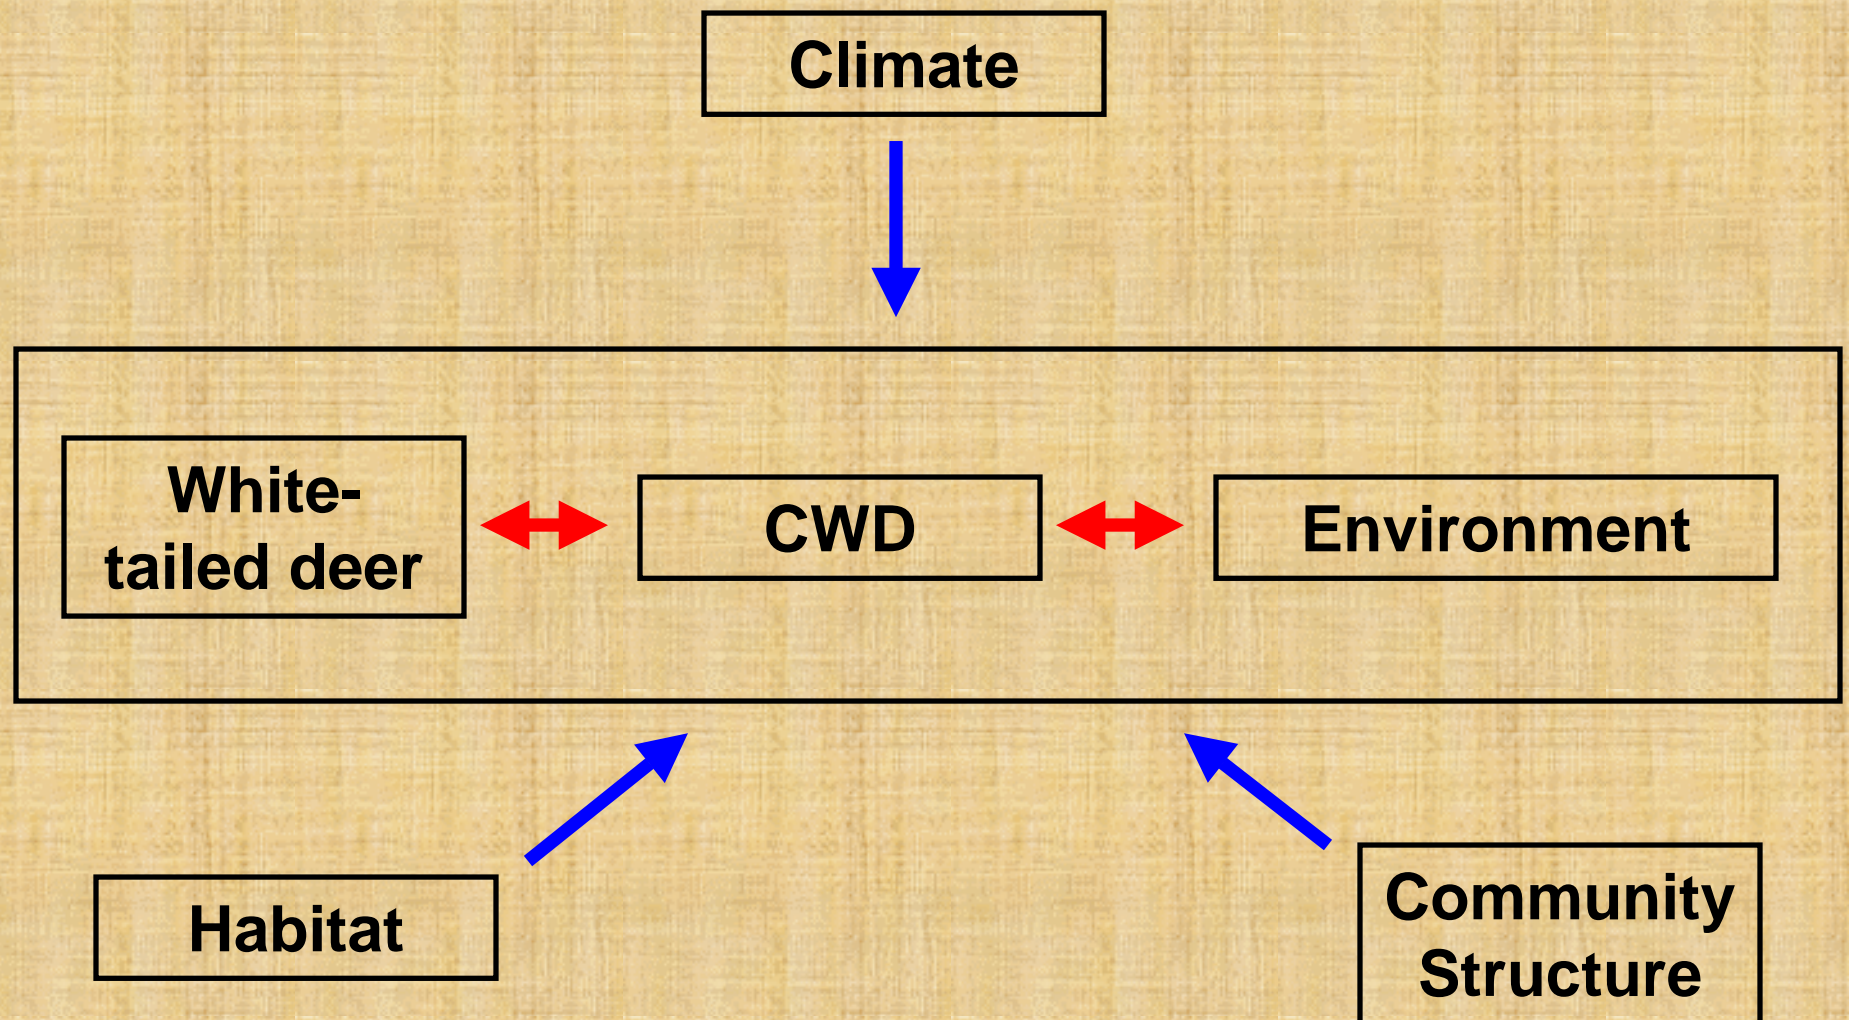 Climate
White-
tailed deer
CWD
Environment
Habitat
Community
Structure